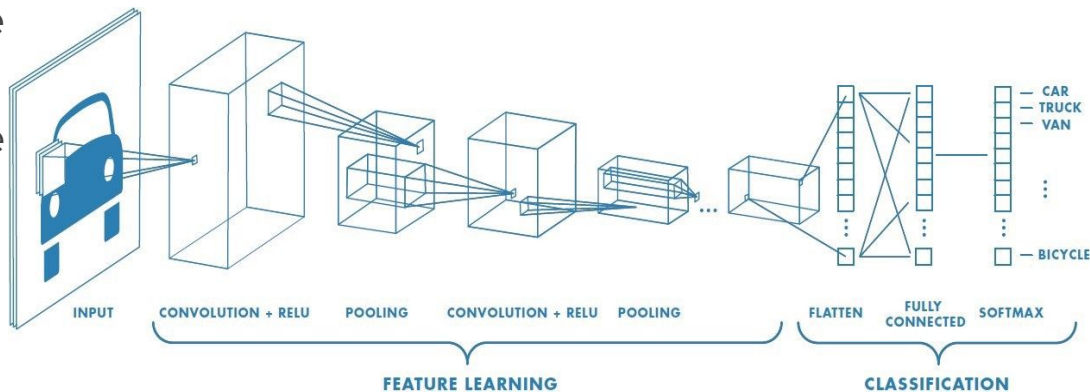 e
e
CAR
TRUCK
VAN
BICYCLE
INPUT
CONVOLUTION + RELU
POOLING
CONVOLUTION + RELU
POOLING
FLATTEN
FULLY
CONNECTED
SOFTMAX
FEATURE LEARNING
CLASSIFICATION